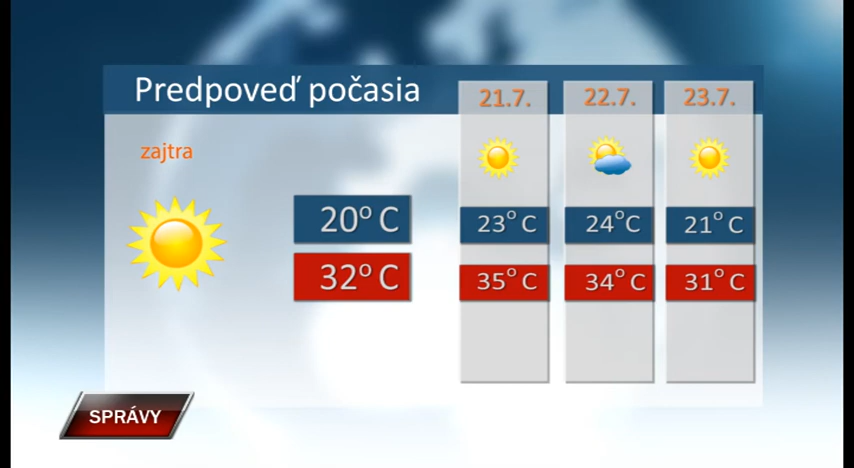 Predpoveď počasia
zajtra
20° C
32° C
21.7.
23° C
35° C
22.7.
24°C
34° C
23.7.
21° C
31° C
SPRÁVY